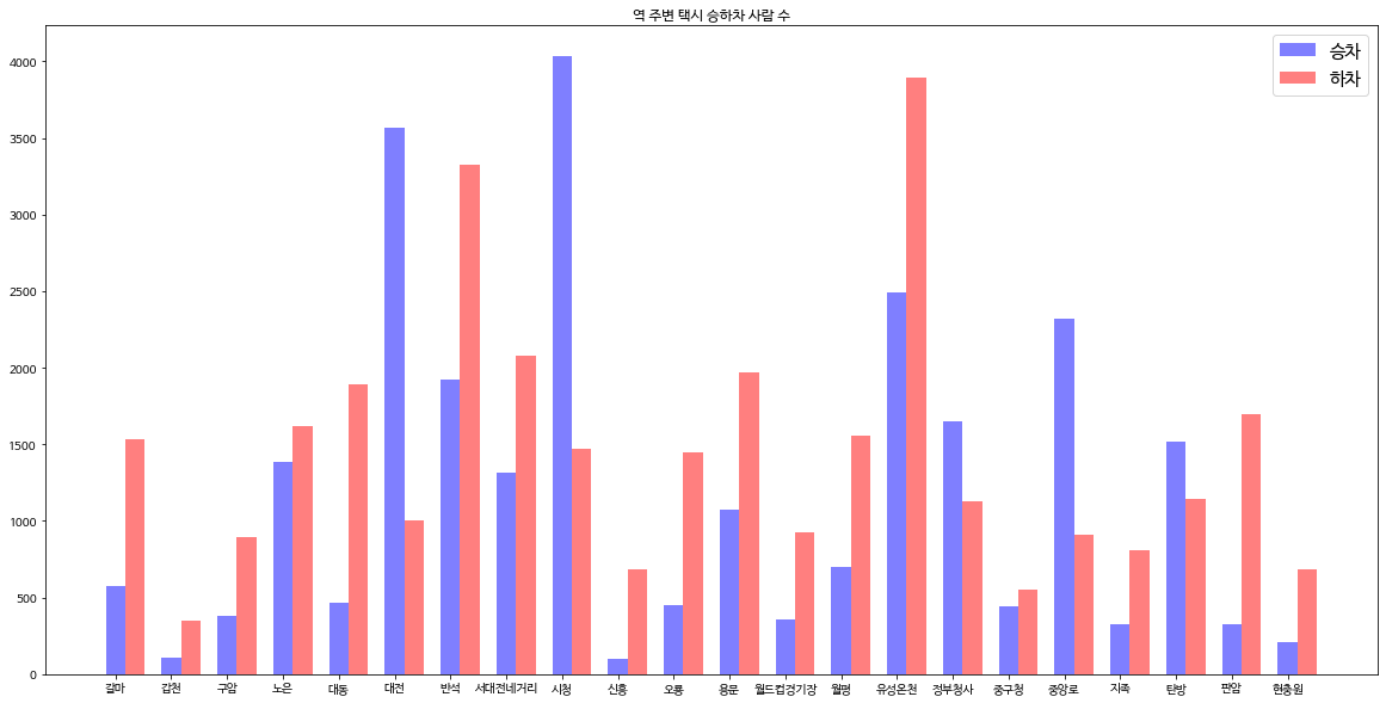 역 주변 택시 승하차 사람 수
승차
하차
4000
3500
3000
2500
2000
1500
1000
500
0
갈마 갑천 구암 노은 대동 대전 반석 서대전네거리 시청 신흥 오룡 용문 월드컵경기장 월평 유성온천 정부청사 중구청 중앙로 지족 탄방 판암 현충원